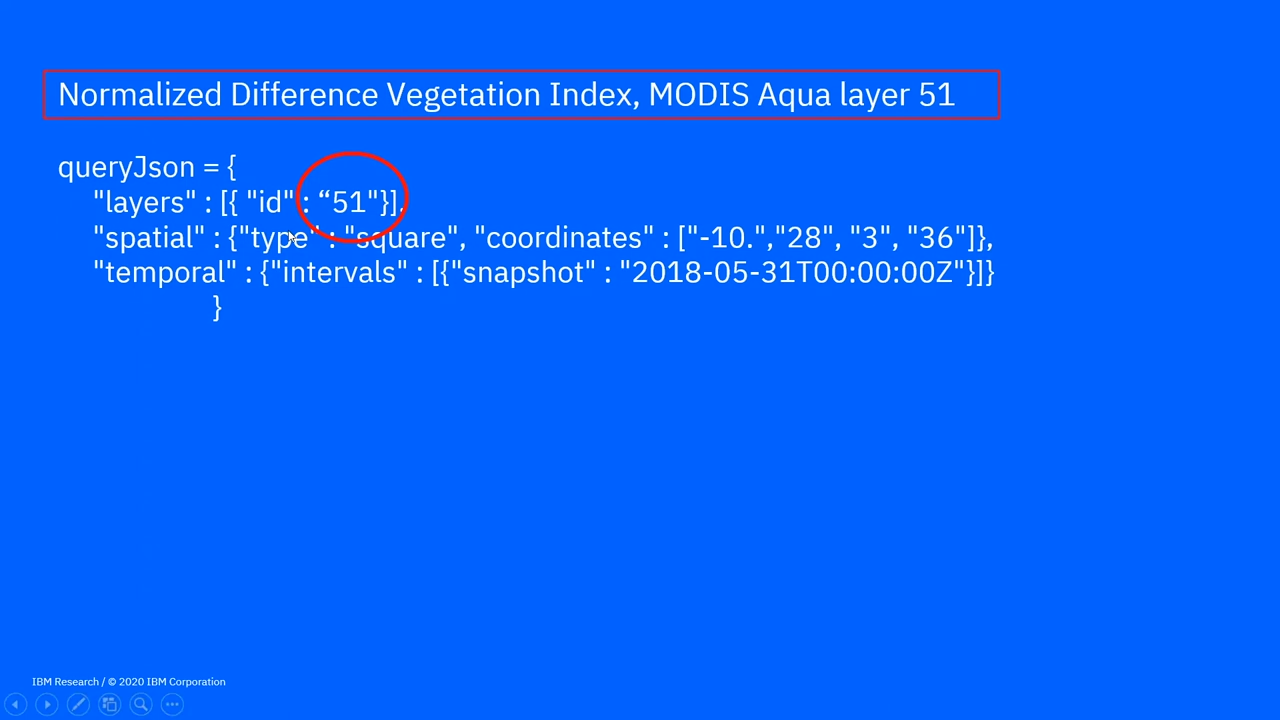 Normalized Difference Vegetation Index, MODIS Aqua layer 51
queryJson = {
"layers" : [{ "id" : “51"}],
"spatial" : {"type" : "square", "coordinates" : ["-10.","28", "3", "36"]},
"temporal" : {"intervals" : [{"snapshot" : "2018-05-31T00:00:00Z"}]}
}
IBM Research / © 2020 IBM Corporation